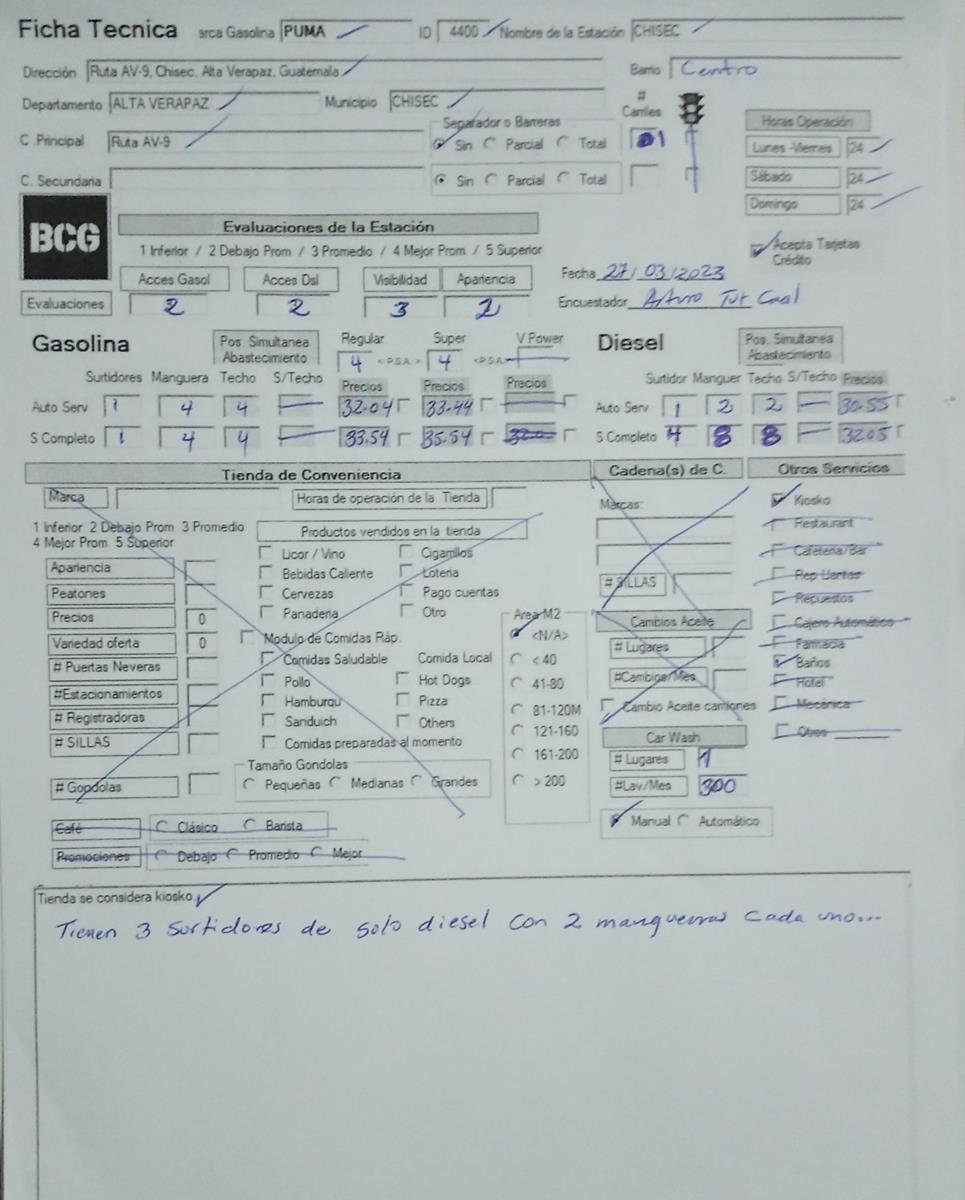 Ficha Tecnica arca Gasolina PUMA ID 4400 Nombre de la Estación CHISEC
Dirección Ruta AV-9, Chisec, Alta Verapaz, Guatemala Barrio Centro
Departamento ALTA VERAPAZ Municipio CHISEC # Carriles
C .Principal Ruta AV-9 Separador o Barreras Sin Parcial Total 01
C. Secundaria Sin Parcial Total
Horas Operación
Lunes -Viernes 24
Sábado 24
Domingo 24
BCG
Evaluaciones de la Estación
1 Inferior / 2 Debajo Prom / 3 Promedio / 4 Mejor Prom / 5 Superior
Acces Gasol Acces Dsl Visibilidad Apariencia
Evaluaciones 2 2 3 2
Acepta Tarjetas Crédito
Fecha 27/03/2023
Encuestador Arturo Tut Caal
Gasolina Pos. Simultanea Abastecimiento Regular Super V Power
4 <P.S.A.> 4 <P.S.A.
Surtidores Manguera Techo S/Techo Precios Precios Precios
Auto Serv 1 4 4 — 32.04 33.44 —
S Completo 1 4 4 — 33.54 35.54
Diesel Pos. Simultanea Abastecimiento
Surtidor Manguer Techo S/Techo Precios
Auto Serv 1 2 2 — 30.55
S Completo 4 8 8 — 32.05
Tienda de Conveniencia
Marca Horas de operación de la Tienda
1 Inferior 2 Debajo Prom 3 Promedio
4 Mejor Prom 5 Superior
Apariencia
Peatones
Precios 0
Variedad oferta 0
# Puertas Neveras
#Estacionamientos
# Registradoras
# SILLAS
# Gondolas
Productos vendidos en la tienda
Licor / Vino Cigarrillos
Bebidas Caliente Loteria
Cervezas Pago cuentas
Panaderia Otro
Modulo de Comidas Ráp.
Comidas Saludable Comida Local
Pollo Hot Dogs
Hamburgu Pizza
Sanduich Others
Comidas preparadas al momento
Tamaño Gondolas
Pequeñas Medianas Grandes
Area M2
<N/A>
< 40
41-80
81-120M
121-160
161-200
> 200
Café Clásico Barista
Promociones Debajo Promedio Mejor
Cadena(s) de C.
Marcas:
# SILLAS
Cambios Aceite
# Lugares
#Cambios/Mes
Cambio Aceite camiones
Car Wash
# Lugares 1
#Lav/Mes 300
Manual Automático
Otros Servicios
Kiosko
Restaurant
Cafeteria/Bar
Rep Llantas
Repuestos
Cajero Automático
Farmacia
Baños
Hotel
Mecánica
Otros
Tienda se considera kiosko
Tienen 3 surtidores de solo diesel con 2 mangueras cada uno...